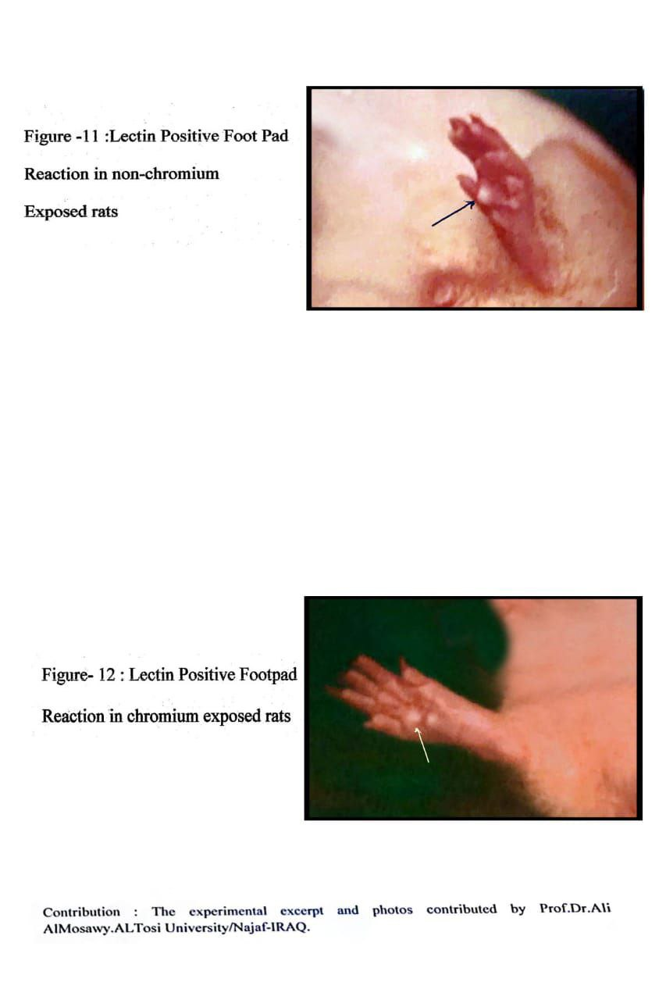 Figure -11 :Lectin Positive Foot Pad
Reaction in non-chromium
Exposed rats
Figure- 12 : Lectin Positive Footpad
Reaction in chromium exposed rats
Contribution : The experimental excerpt and photos contributed by Prof.Dr.Ali
AlMosawy.ALTosi University/Najaf-IRAQ.